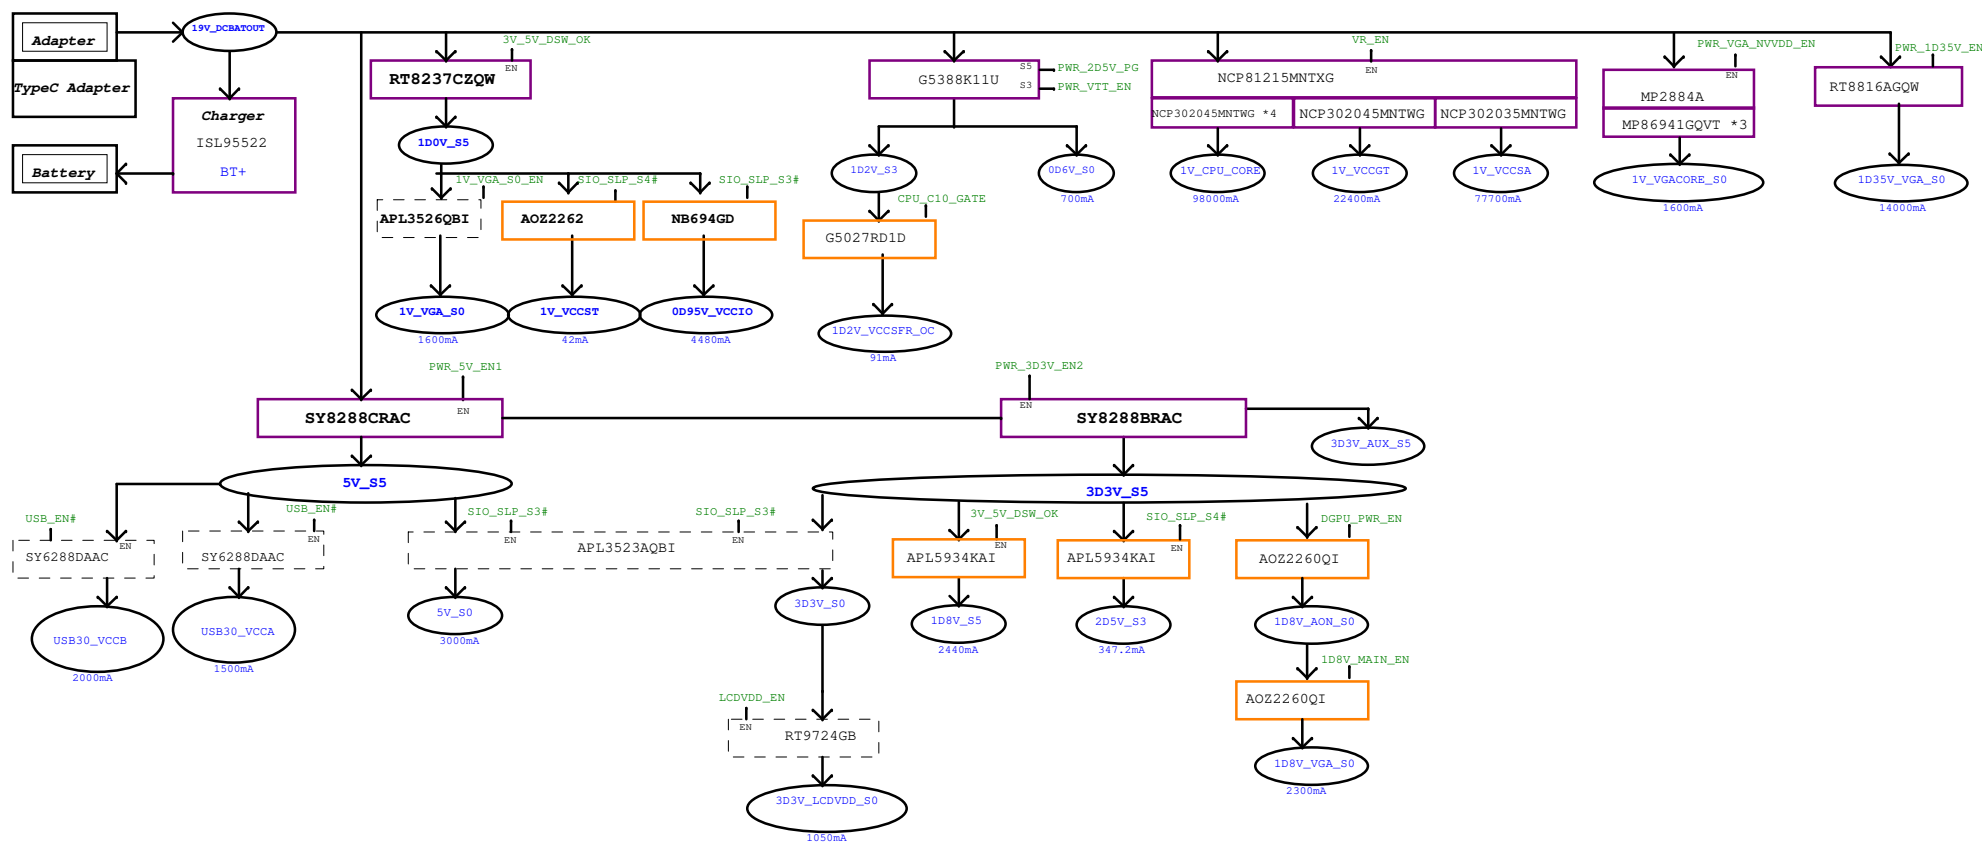 Adapter
TypeC Adapter
Battery
19V_DCBATOUT
Charger
ISL95522
BT+
3V_5V_DSW_OK
EN
RT8237CZQW
1D0V_S5
1V_VGA_S0_EN
APL3526QBI
1V_VGA_S0
1600mA
SIO_SLP_S4#
AOZ2262
1V_VCCST
42mA
SIO_SLP_S3#
NB694GD
0D95V_VCCIO
4480mA
G5388K11U
S5
PWR_2D5V_PG
S3
PWR_VTT_EN
1D2V_S3
0D6V_S0
700mA
CPU_C10_GATE
G5027RD1D
1D2V_VCCSFR_OC
91mA
VR_EN
EN
NCP81215MNTXG
NCP302045MNTWG *4
NCP302045MNTWG
NCP302035MNTWG
1V_CPU_CORE
98000mA
1V_VCCGT
22400mA
1V_VCCSA
77700mA
PWR_VGA_NVVDD_EN
EN
MP2884A
MP86941GQVT *3
1V_VGACORE_S0
1600mA
PWR_1D35V_EN
RT8816AGQW
1D35V_VGA_S0
14000mA
PWR_5V_EN1
EN
SY8288CRAC
5V_S5
PWR_3D3V_EN2
EN
SY8288BRAC
3D3V_AUX_S5
3D3V_S5
USB_EN#
EN
SY6288DAAC
USB30_VCCB
2000mA
USB_EN#
EN
SY6288DAAC
USB30_VCCA
1500mA
SIO_SLP_S3#
EN
SIO_SLP_S3#
EN
APL3523AQBI
5V_S0
3000mA
3D3V_S0
LCDVDD_EN
EN
RT9724GB
3D3V_LCDVDD_S0
1050mA
3V_5V_DSW_OK
EN
APL5934KAI
1D8V_S5
2440mA
SIO_SLP_S4#
EN
APL5934KAI
2D5V_S3
347.2mA
DGPU_PWR_EN
AOZ2260QI
1D8V_AON_S0
1D8V_MAIN_EN
AOZ2260QI
1D8V_VGA_S0
2300mA